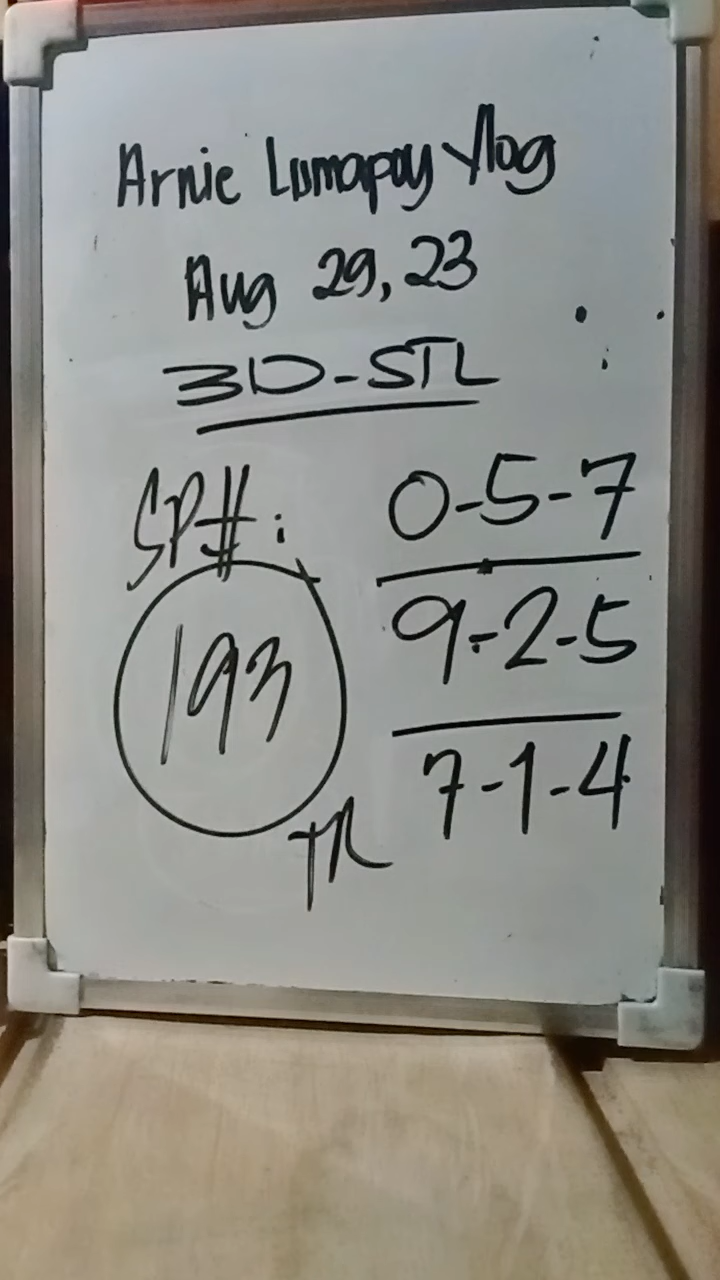 Arnie Lumapay Vlog
Aug 29, 23
3D-STL
SP#:
193
TR
0-5-7
9-2-5
7-1-4